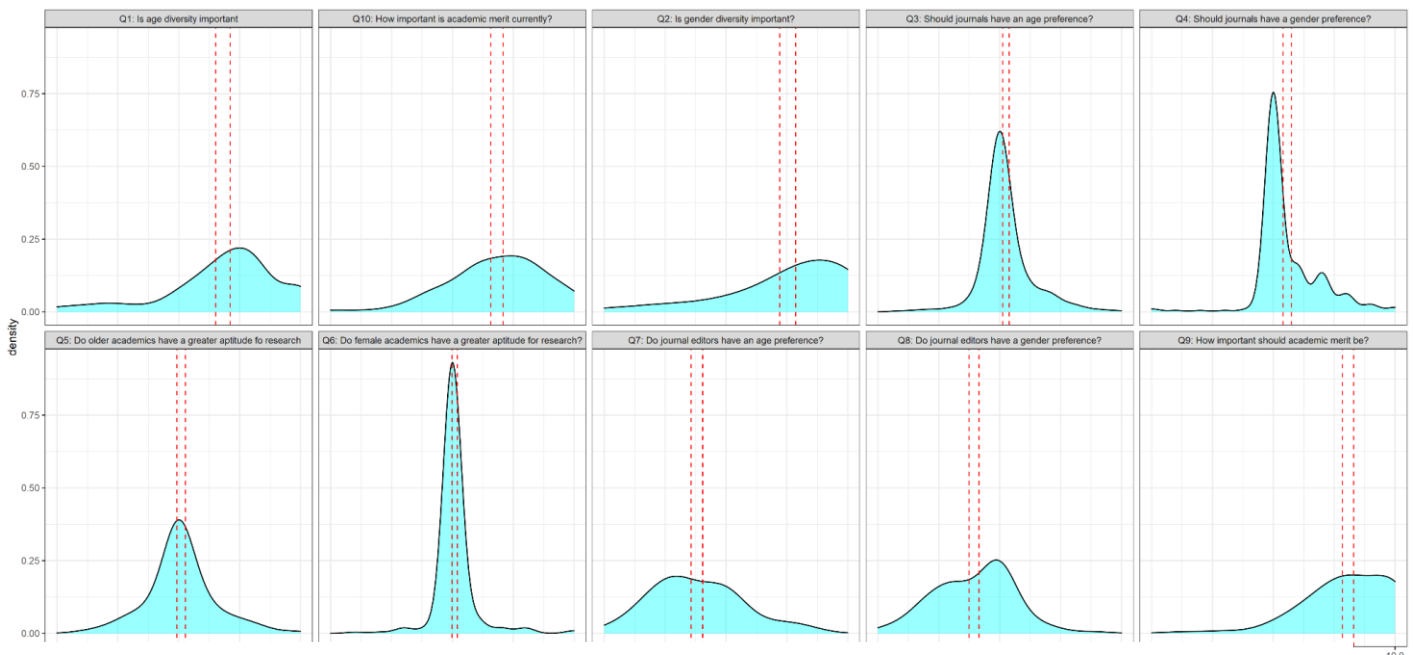 Q1: Is age diversity important
Q10: How important is academic merit currently?
Q2: Is gender diversity important?
Q3: Should journals have an age preference?
Q4: Should journals have a gender preference?
0.75
0.50
0.25
0.00
density
Q5: Do older academics have a greater aptitude fo research
Q6: Do female academics have a greater aptitude for research?
Q7: Do journal editors have an age preference?
Q8: Do journal editors have a gender preference?
Q9: How important should academic merit be?
0.75
0.50
0.25
0.00